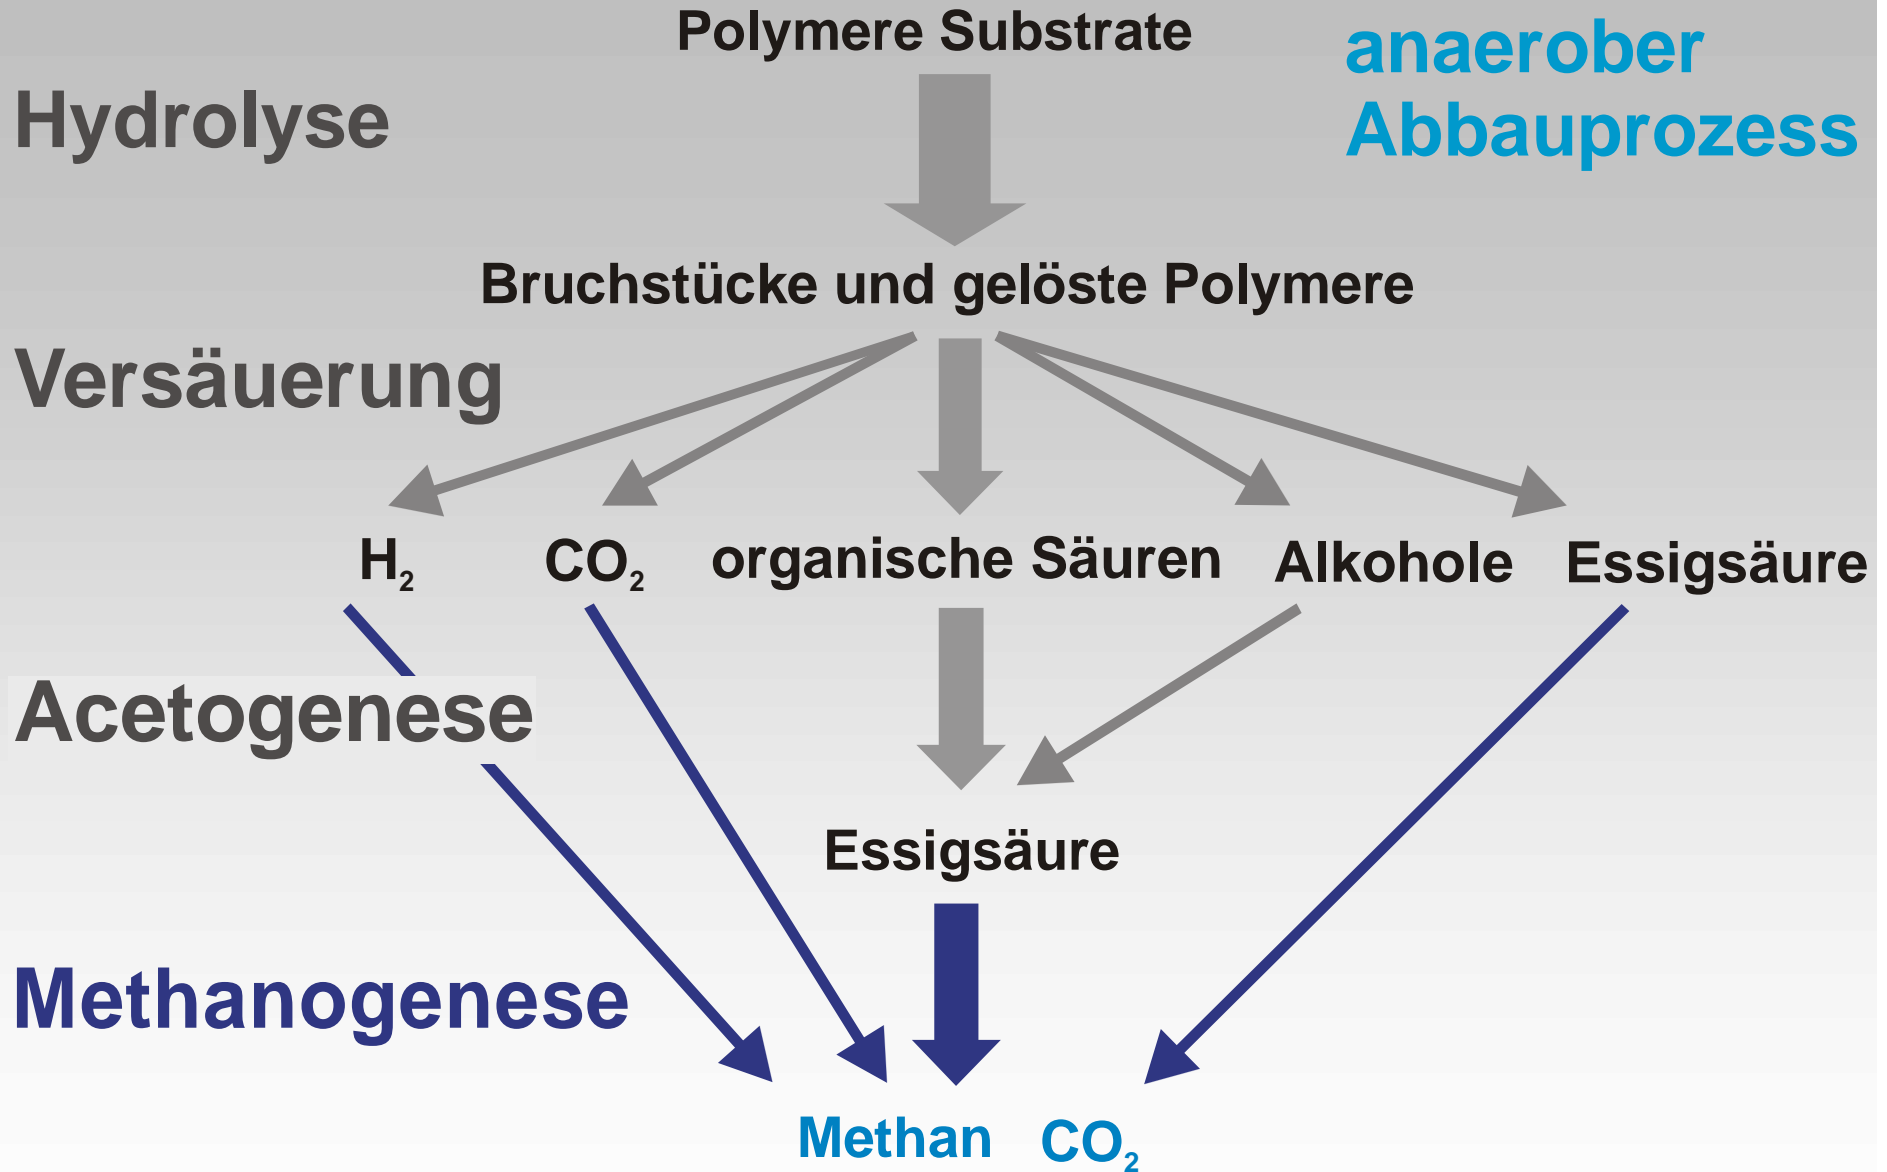 Polymere Substrate
anaerober
Abbauprozess
Hydrolyse
Bruchstücke und gelöste Polymere
Versäuerung
H₂ CO₂ organische Säuren Alkohole Essigsäure
Acetogenese
Essigsäure
Methanogenese
Methan CO₂